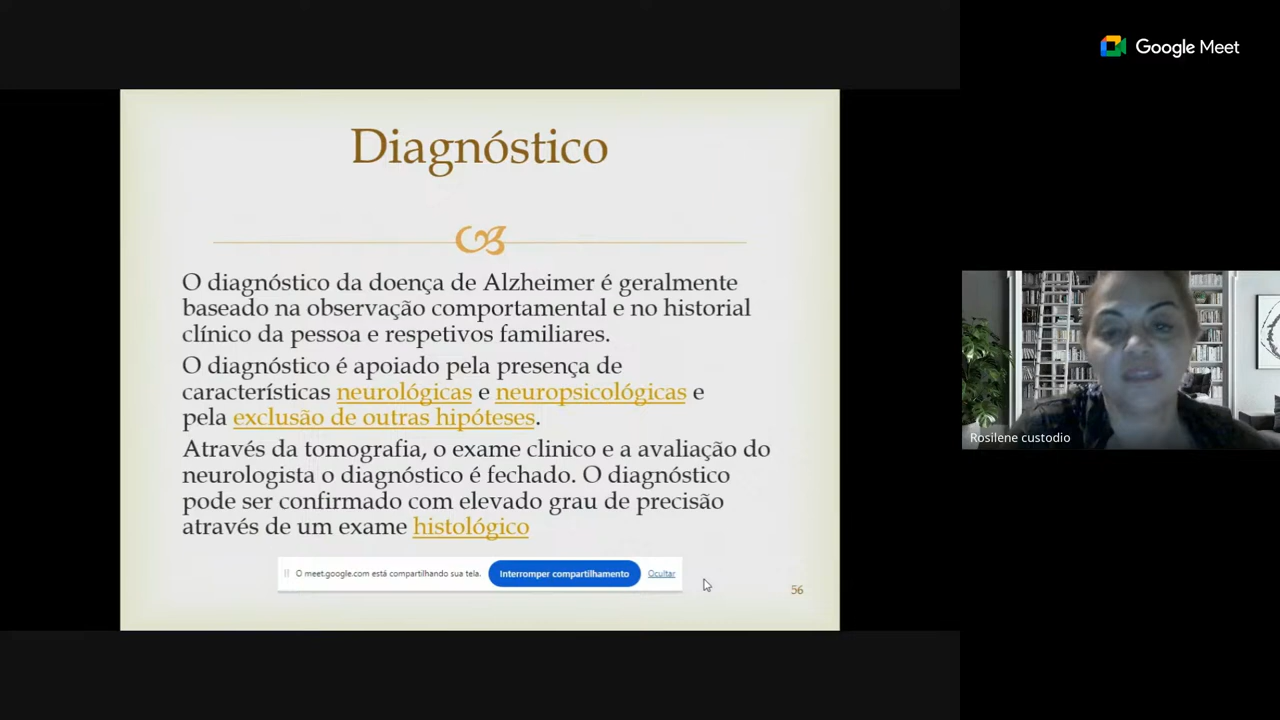 Google Meet
Diagnóstico
O diagnóstico da doença de Alzheimer é geralmente
baseado na observação comportamental e no historial
clínico da pessoa e respetivos familiares.
O diagnóstico é apoiado pela presença de
características neurológicas e neuropsicológicas e
pela exclusão de outras hipóteses.
Através da tomografia, o exame clinico e a avaliação do
neurologista o diagnóstico é fechado. O diagnóstico
pode ser confirmado com elevado grau de precisão
através de um exame histológico
O meet.google.com está compartilhando sua tela. Interromper compartilhamento Ocultar
56
Rosilene custodio